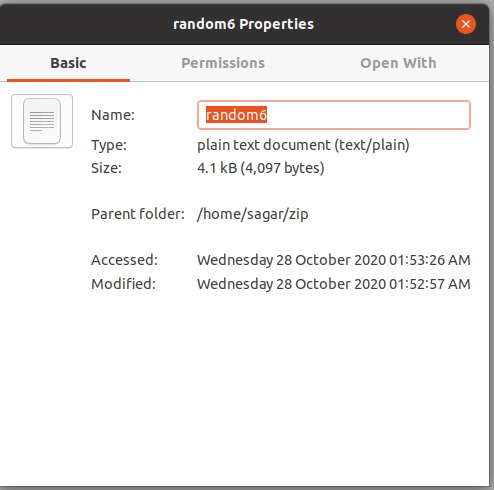 random6 Properties
Basic Permissions Open With
Name: random6
Type: plain text document (text/plain)
Size: 4.1 kB (4,097 bytes)
Parent folder: /home/sagar/zip
Accessed: Wednesday 28 October 2020 01:53:26 AM
Modified: Wednesday 28 October 2020 01:52:57 AM